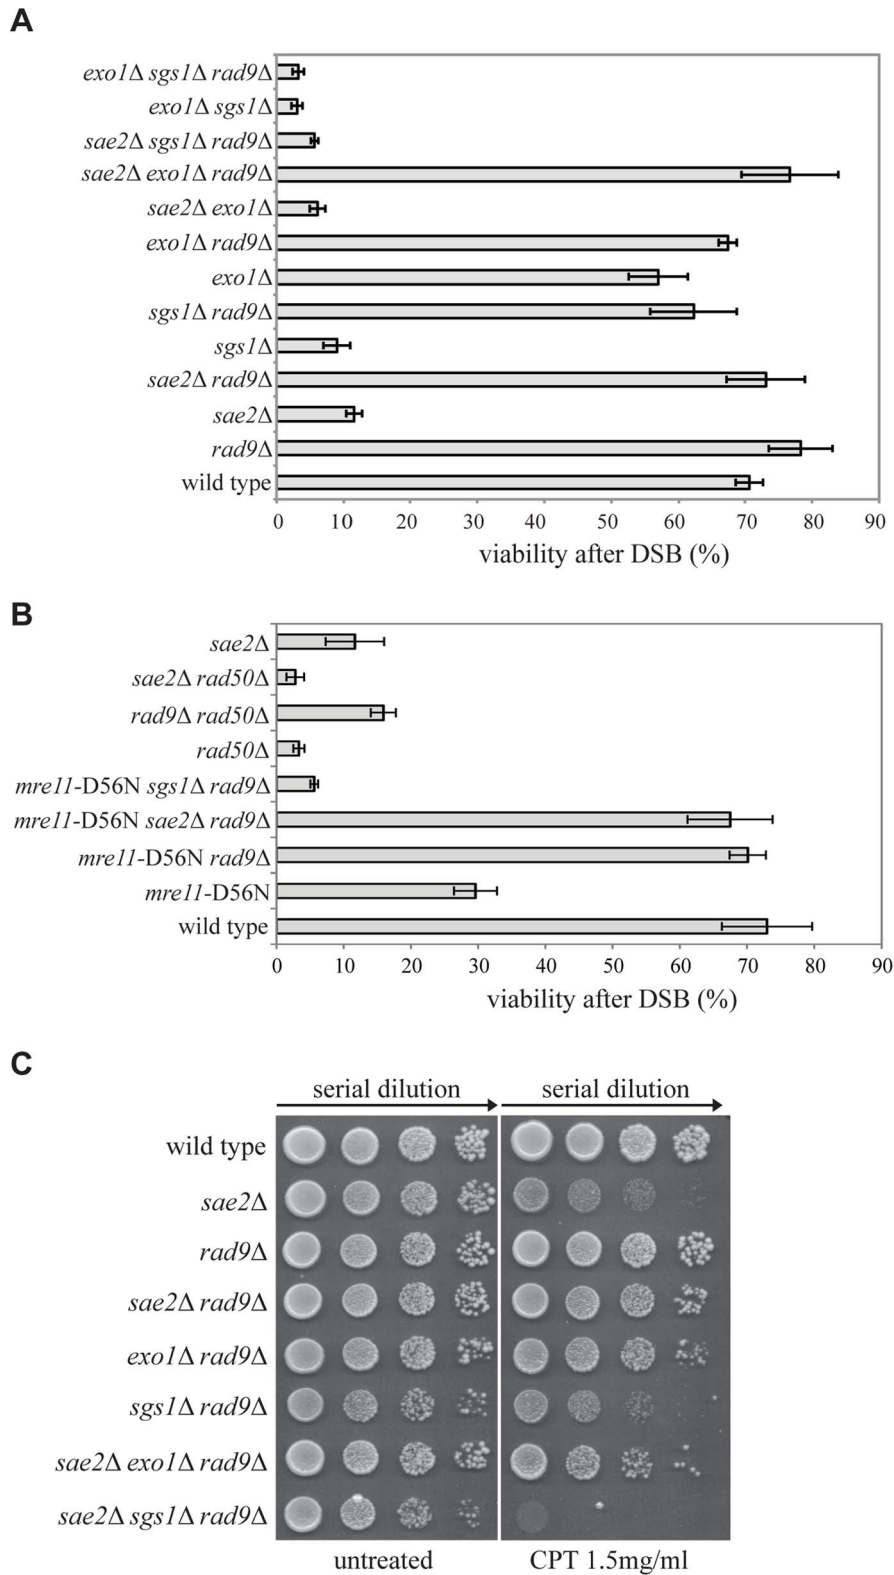 A
exo1Δ sgs1Δ rad9Δ
exo1Δ sgs1Δ
sae2Δ sgs1Δ rad9Δ
sae2Δ exo1Δ rad9Δ
sae2Δ exo1Δ
exo1Δ rad9Δ
exo1Δ
sgs1Δ rad9Δ
sgs1Δ
sae2Δ rad9Δ
sae2Δ
rad9Δ
wild type
0 10 20 30 40 50 60 70 80 90
viability after DSB (%)
B
sae2Δ
sae2Δ rad50Δ
rad9Δ rad50Δ
rad50Δ
mre11-D56N sgs1Δ rad9Δ
mre11-D56N sae2Δ rad9Δ
mre11-D56N rad9Δ
mre11-D56N
wild type
0 10 20 30 40 50 60 70 80 90
viability after DSB (%)
C
serial dilution serial dilution
wild type
sae2Δ
rad9Δ
sae2Δ rad9Δ
exo1Δ rad9Δ
sgs1Δ rad9Δ
sae2Δ exo1Δ rad9Δ
sae2Δ sgs1Δ rad9Δ
untreated CPT 1.5mg/ml